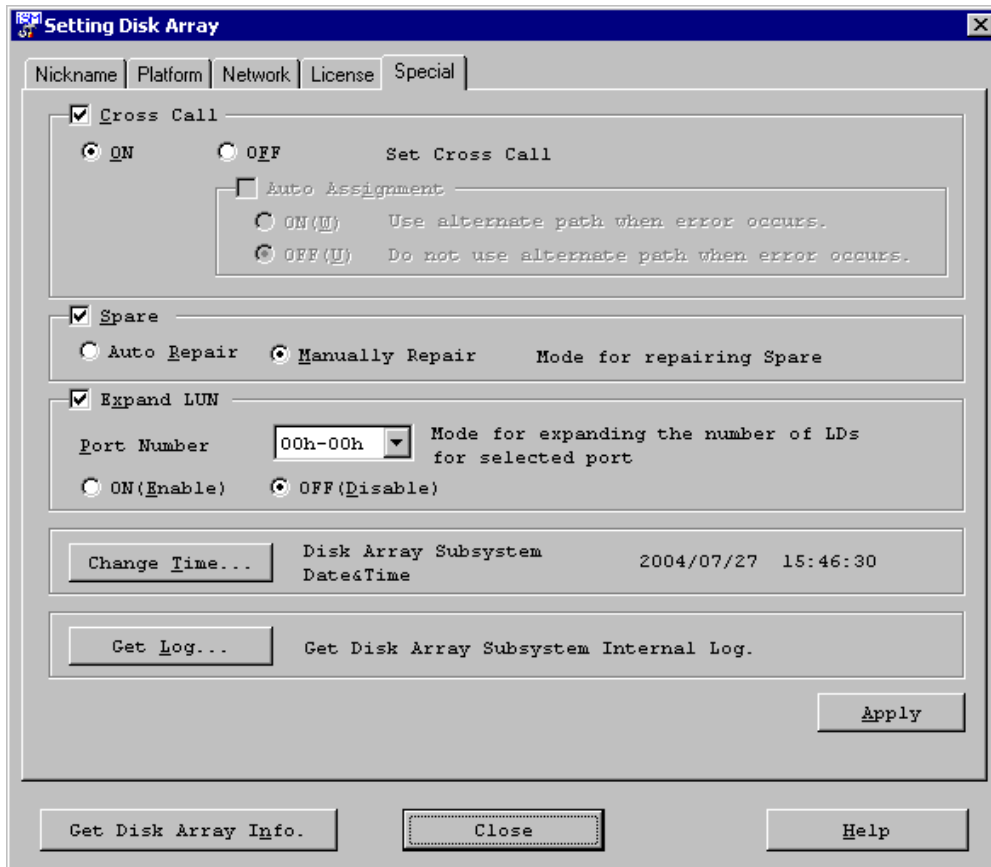 Setting Disk Array
Nickname Platform Network License Special
Cross Call
ON OFF Set Cross Call
Auto Assignment
ON(U) Use alternate path when error occurs.
OFF(U) Do not use alternate path when error occurs.
Spare
Auto Repair Manually Repair Mode for repairing Spare
Expand LUN
Port Number 00h-00h Mode for expanding the number of LDs
for selected port
ON(Enable) OFF(Disable)
Change Time... Disk Array Subsystem 2004/07/27 15:46:30
Date&Time
Get Log... Get Disk Array Subsystem Internal Log.
Apply
Get Disk Array Info. Close Help